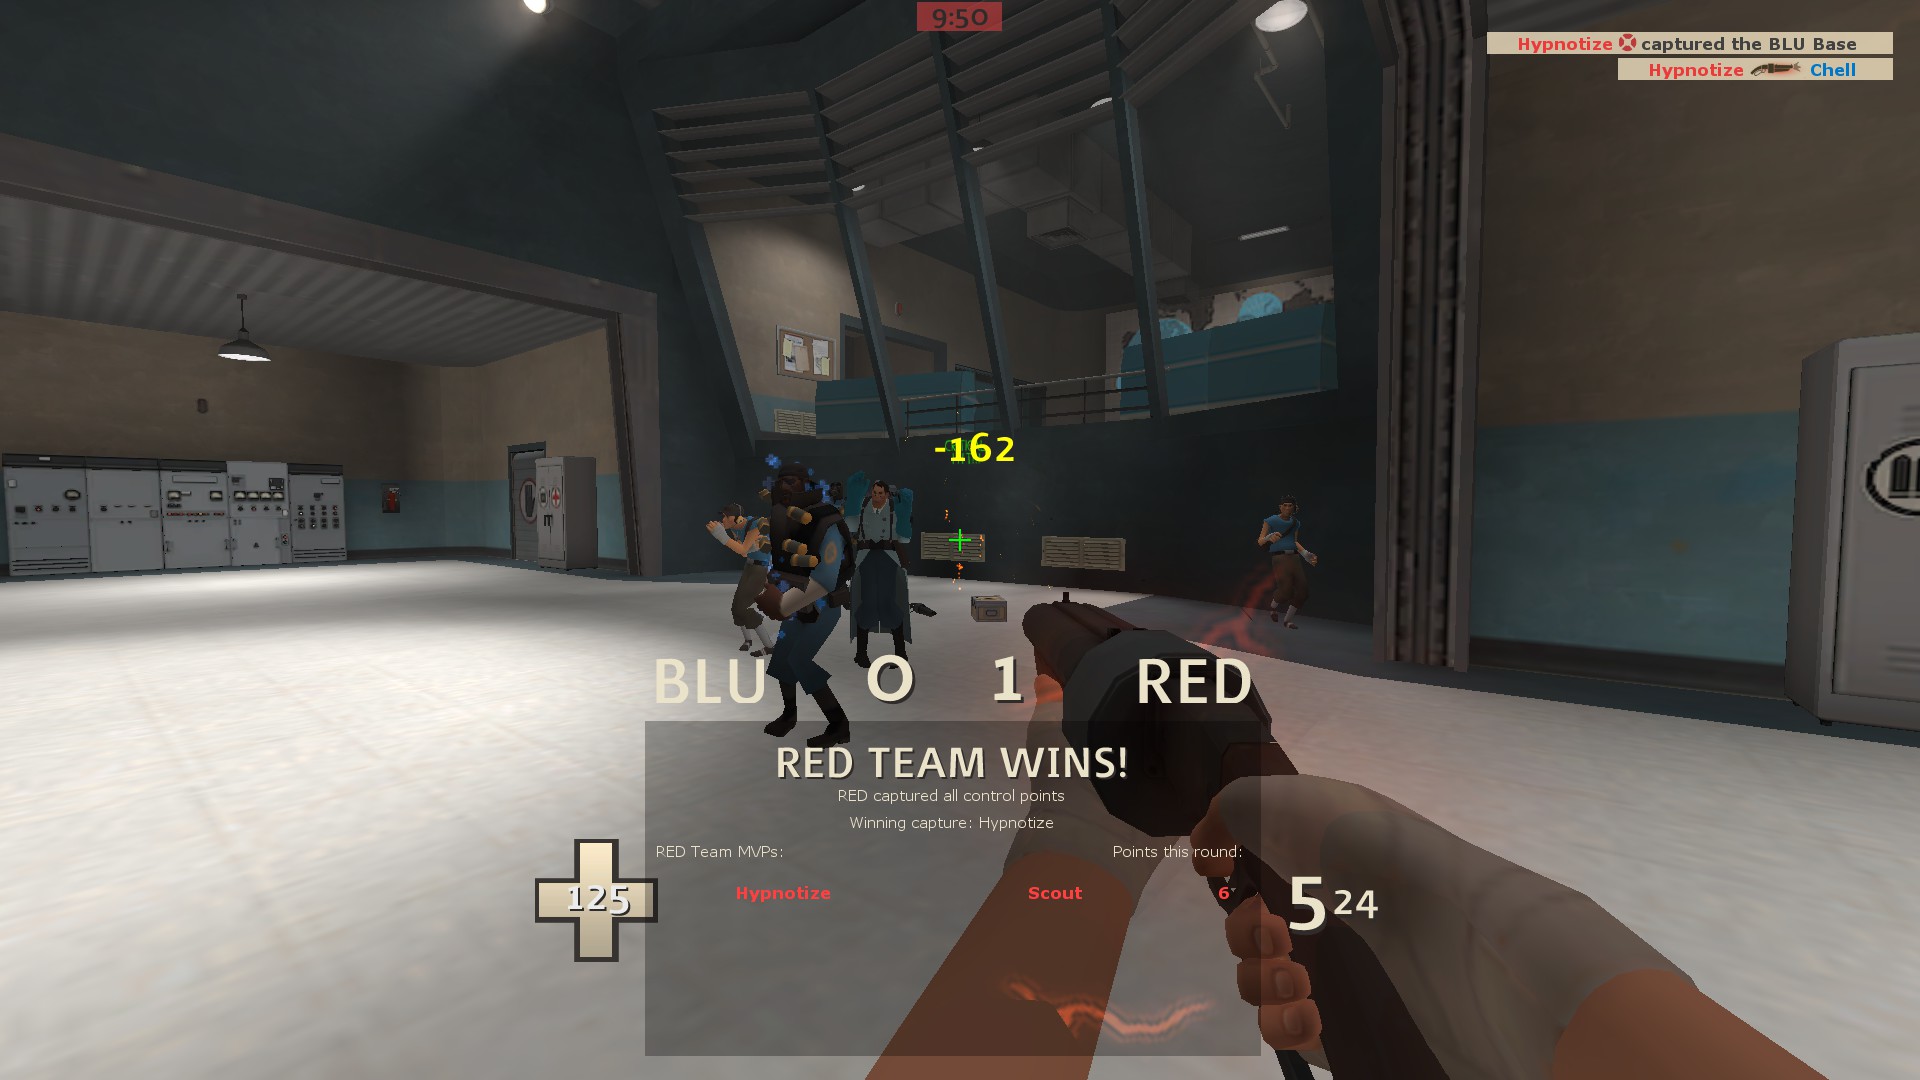 9:50
Hypnotize captured the BLU Base
Hypnotize Chell
-162
BLU 0 1 RED
RED TEAM WINS!
RED captured all control points
Winning capture: Hypnotize
RED Team MVPs: Points this round:
Hypnotize Scout 6
125
5 24